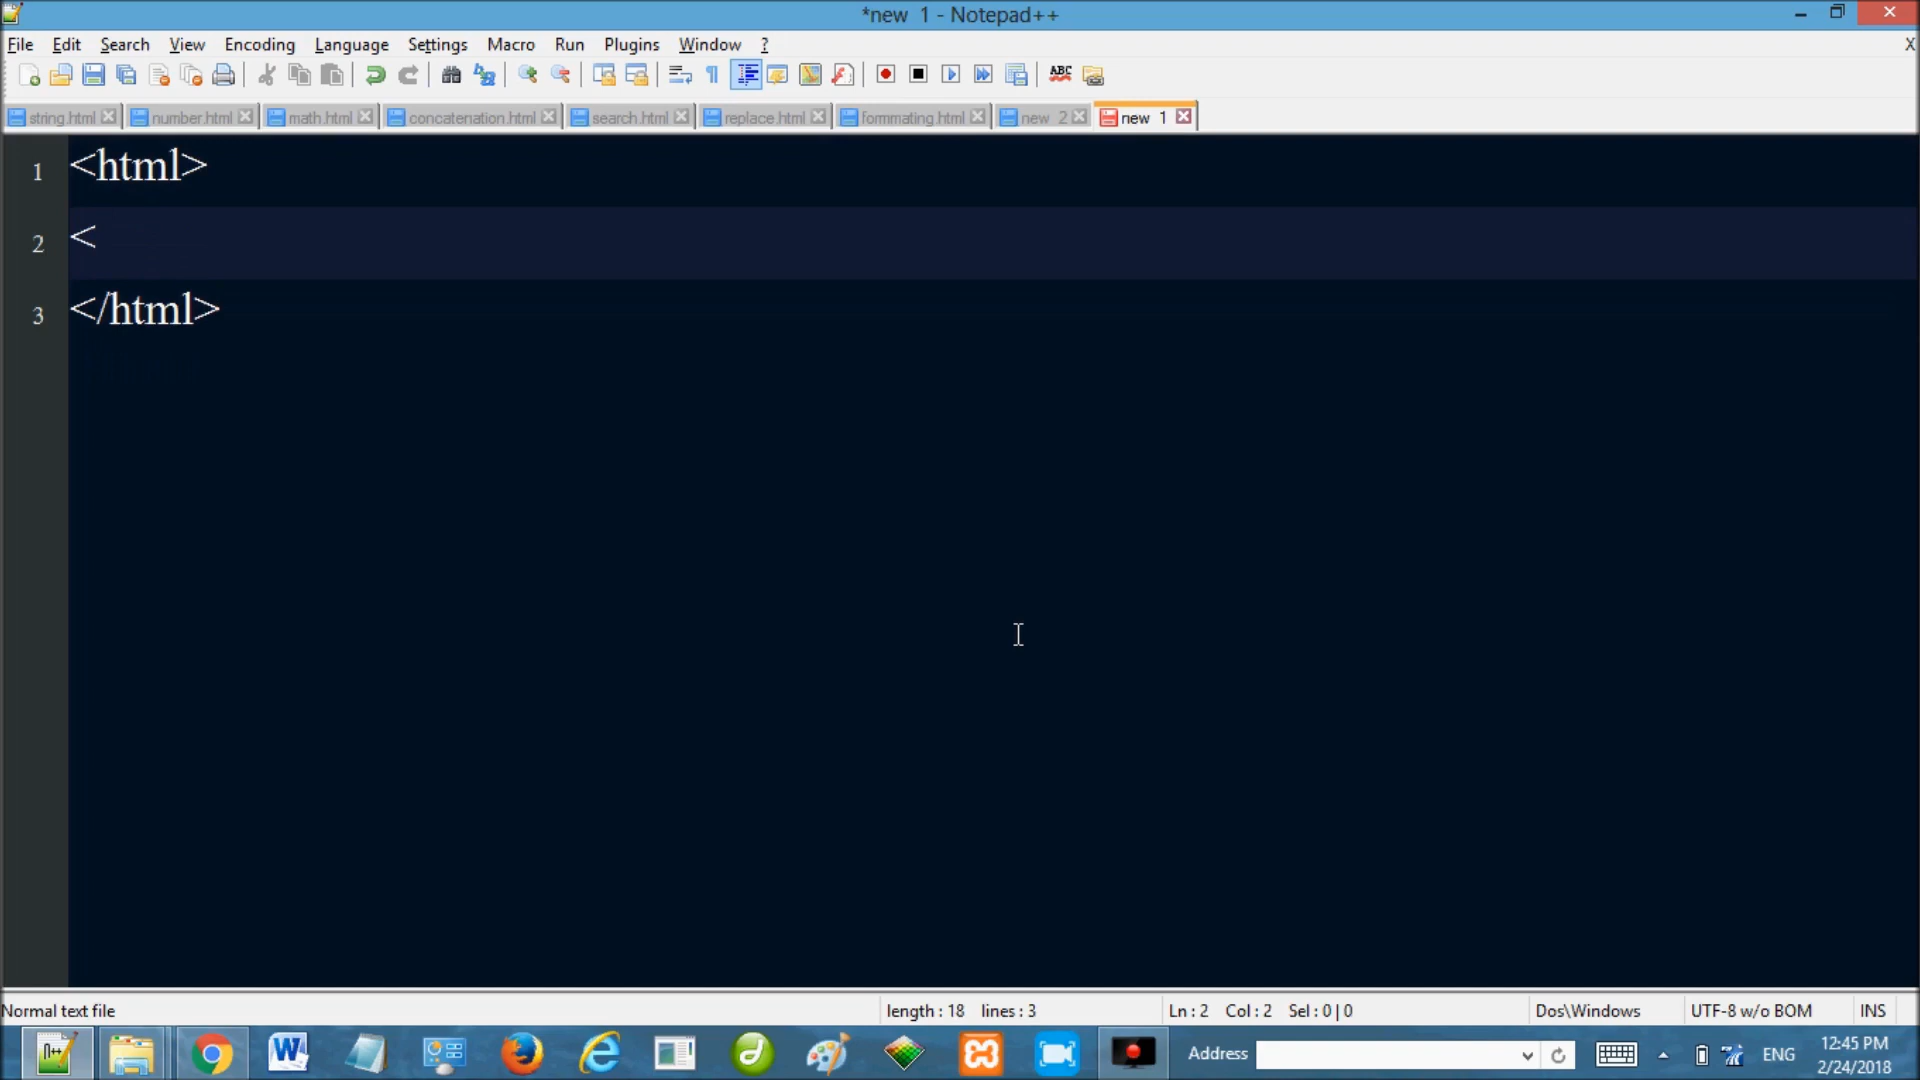 *new 1 - Notepad++
File Edit Search View Encoding Language Settings Macro Run Plugins Window ? X
ABC
string.html number.html math.html concatenation.html search.html replace.html formmating.html new 2 new 1
1 <html>
2 <
3 </html>
Normal text file length : 18 lines : 3 Ln : 2 Col : 2 Sel : 0 | 0 Dos\Windows UTF-8 w/o BOM INS
Address ENG 12:45 PM
2/24/2018